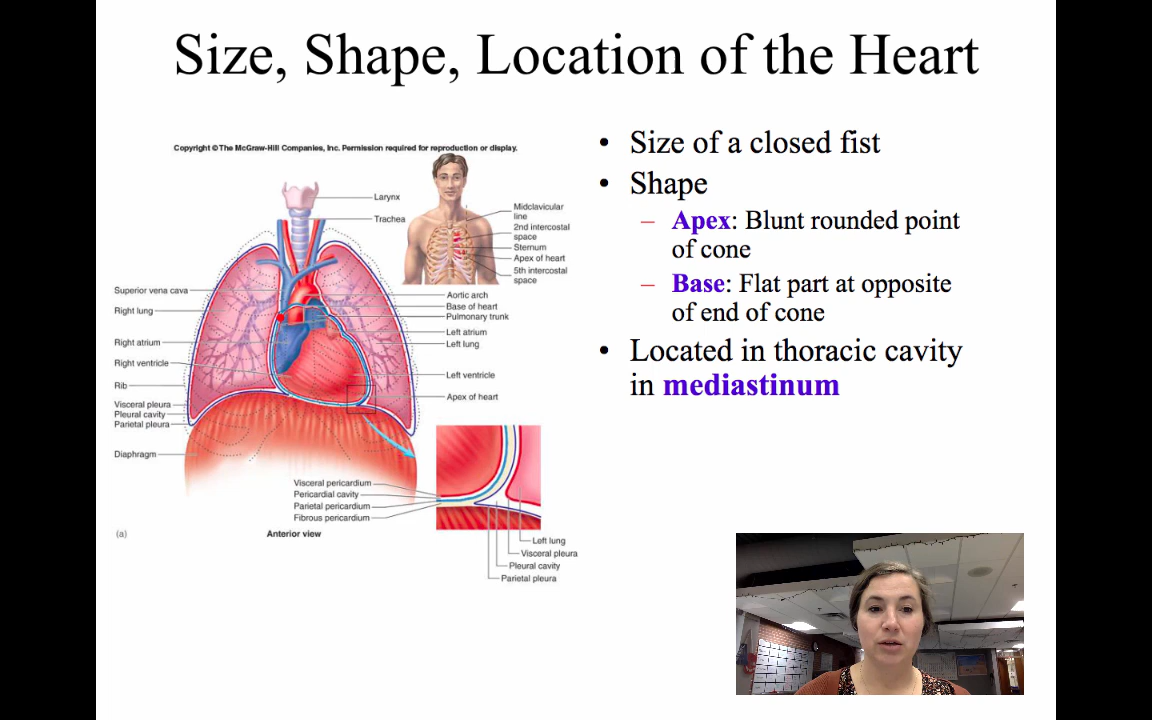 Size, Shape, Location of the Heart
Copyright © The McGraw-Hill Companies, Inc. Permission required for reproduction or display.
Larynx
Trachea
Midclavicular
line
2nd intercostal
space
Sternum
Apex of heart
5th intercostal
space
Superior vena cava
Right lung
Right atrium
Right ventricle
Rib
Visceral pleura
Pleural cavity
Parietal pleura
Diaphragm
Aortic arch
Base of heart
Pulmonary trunk
Left atrium
Left lung
Left ventricle
Apex of heart
Visceral pericardium
Pericardial cavity
Parietal pericardium
Fibrous pericardium
(a)
Anterior view
Left lung
Visceral pleura
Pleural cavity
Parietal pleura
• Size of a closed fist
• Shape
– Apex: Blunt rounded point
of cone
– Base: Flat part at opposite
of end of cone
• Located in thoracic cavity
in mediastinum